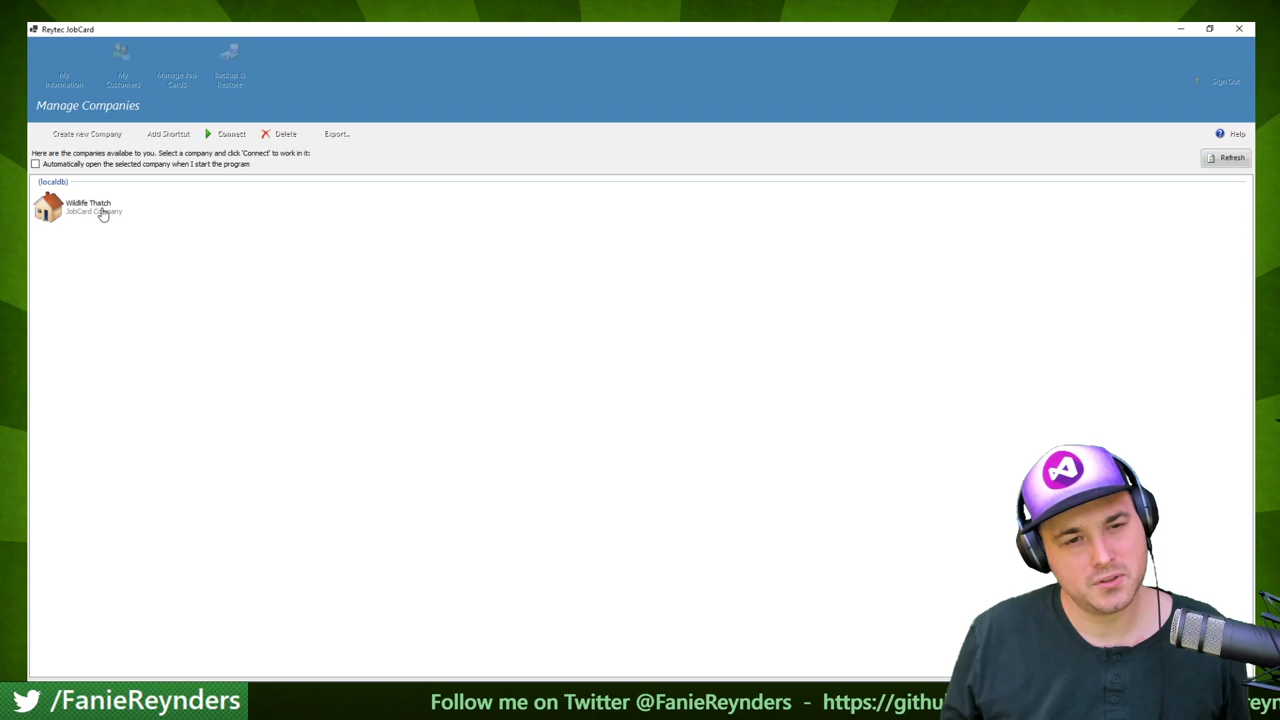 Reytec JobCard
My Information
My Customers
Manage Job Cards
Backup & Restore
Sign Out
Manage Companies
Create new Company
Add Shortcut
Connect
Delete
Export...
Help
Here are the companies availabe to you. Select a company and click 'Connect' to work in it:
Automatically open the selected company when I start the program
Refresh
(localdb)
Wildlife Thatch
JobCard Company
/FanieReynders
Follow me on Twitter @FanieReynders - https://githu